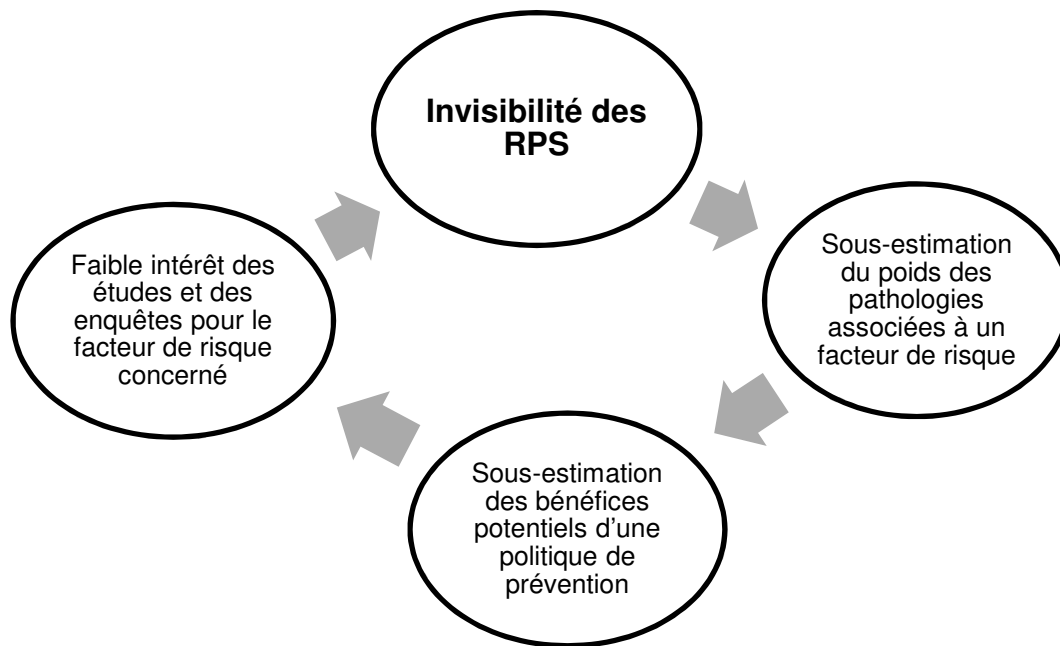 Invisibilité des
RPS
Sous-estimation
du poids des
pathologies
associées à un
facteur de risque
Sous-estimation
des bénéfices
potentiels d’une
politique de
prévention
Faible intérêt des
études et des
enquêtes pour le
facteur de risque
concerné